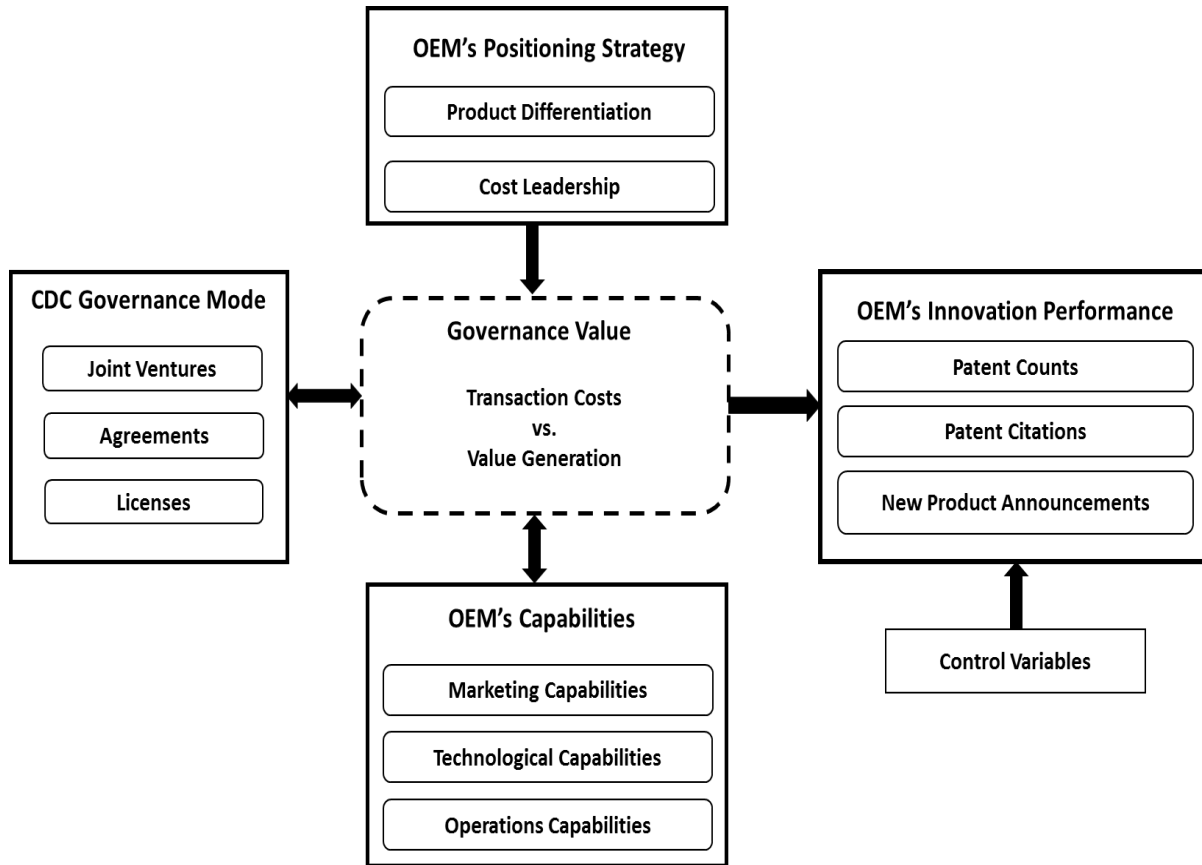 OEM's Positioning Strategy
Product Differentiation
Cost Leadership
CDC Governance Mode
Joint Ventures
Agreements
Licenses
Governance Value
Transaction Costs
vs.
Value Generation
OEM's Innovation Performance
Patent Counts
Patent Citations
New Product Announcements
OEM's Capabilities
Marketing Capabilities
Technological Capabilities
Operations Capabilities
Control Variables